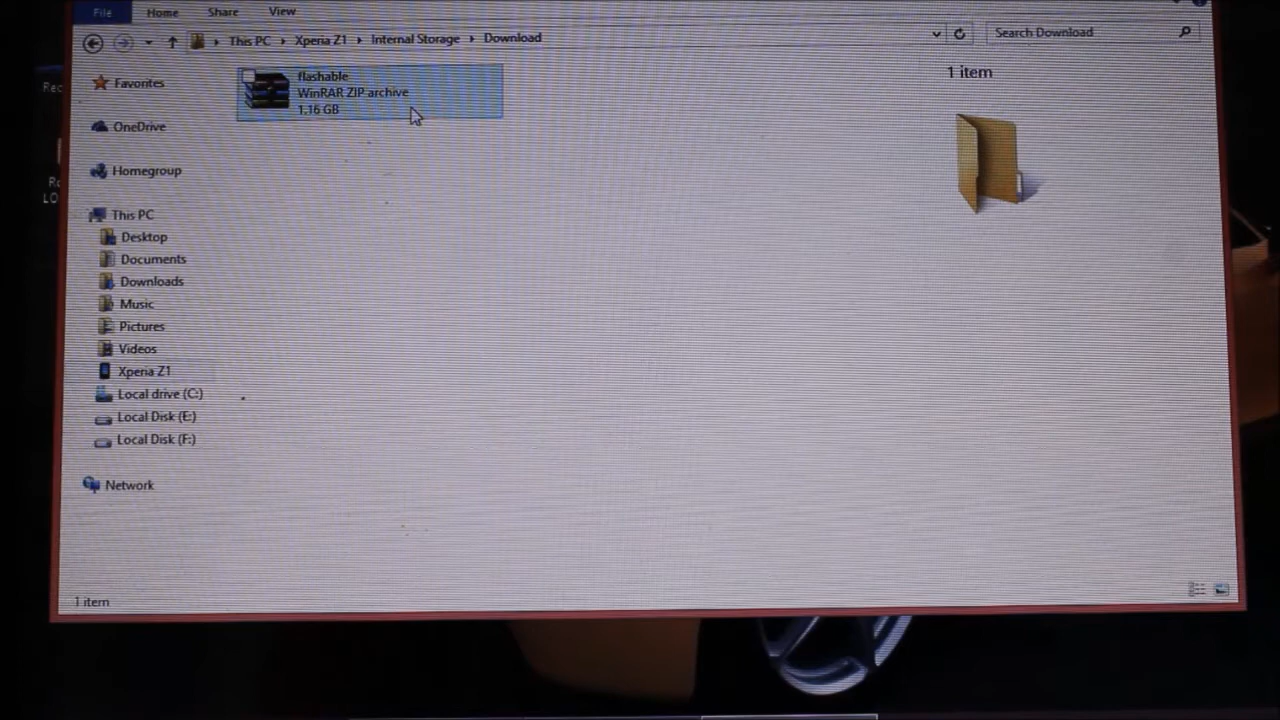 File Home Share View
This PC Xperia Z1 Internal Storage Download
Search Download
Rec
Favorites
OneDrive
Homegroup
This PC
Desktop
Documents
Downloads
Music
Pictures
Videos
Xperia Z1
Local drive (C:)
Local Disk (E:)
Local Disk (F:)
Network
LO
flashable
WinRAR ZIP archive
1.16 GB
1 item
1 item